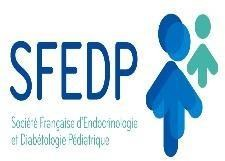 SFEDP
Société Française d'Endocrinologie
et Diabétologie Pédiatrique